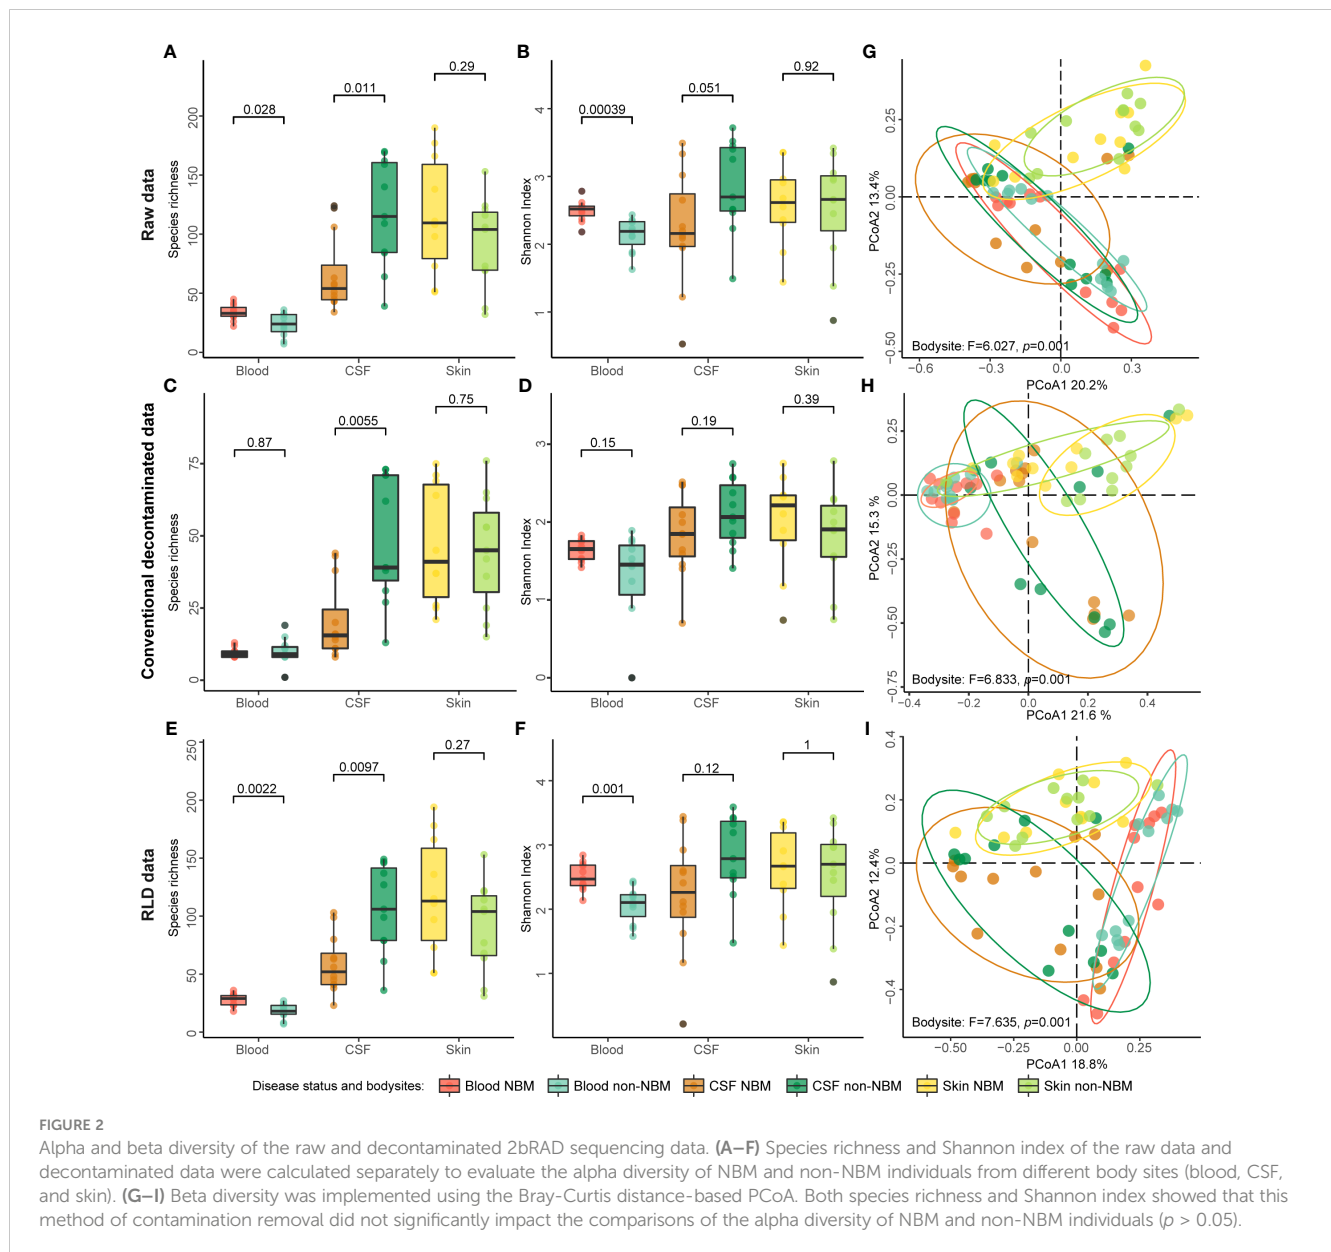 A
B
G
Raw data
Species richness
200
150
100
50
0
0.028
0.011
0.29
Blood
CSF
Skin
Shannon Index
4
3
2
1
0.00039
0.051
0.92
Blood
CSF
Skin
PCoA2 13.4%
0.25
0.00
−0.25
−0.50
Bodysite: F=6.027, p=0.001
−0.6
−0.3
0.0
0.3
PCoA1 20.2%
C
D
H
Conventional decontaminated data
Species richness
75
50
25
0
0.87
0.0055
0.75
Blood
CSF
Skin
Shannon Index
3
2
1
0
0.15
0.19
0.39
Blood
CSF
Skin
PCoA2 15.3 %
0.25
0.00
−0.25
−0.50
−0.75
Bodysite: F=6.833, p=0.001
−0.4
−0.2
0.0
0.2
0.4
PCoA1 21.6 %
E
F
I
RLD data
Species richness
250
200
150
100
50
0
0.0022
0.0097
0.27
Blood
CSF
Skin
Shannon Index
4
3
2
1
0.001
0.12
1
Blood
CSF
Skin
PCoA2 12.4%
0.4
0.2
0.0
−0.2
−0.4
Bodysite: F=7.635, p=0.001
−0.50
−0.25
0.00
0.25
PCoA1 18.8%
Disease status and bodysites: Blood NBM Blood non-NBM CSF NBM CSF non-NBM Skin NBM Skin non-NBM
FIGURE 2
Alpha and beta diversity of the raw and decontaminated 2bRAD sequencing data. (A–F) Species richness and Shannon index of the raw data and
decontaminated data were calculated separately to evaluate the alpha diversity of NBM and non-NBM individuals from different body sites (blood, CSF,
and skin). (G–I) Beta diversity was implemented using the Bray-Curtis distance-based PCoA. Both species richness and Shannon index showed that this
method of contamination removal did not significantly impact the comparisons of the alpha diversity of NBM and non-NBM individuals (p > 0.05).